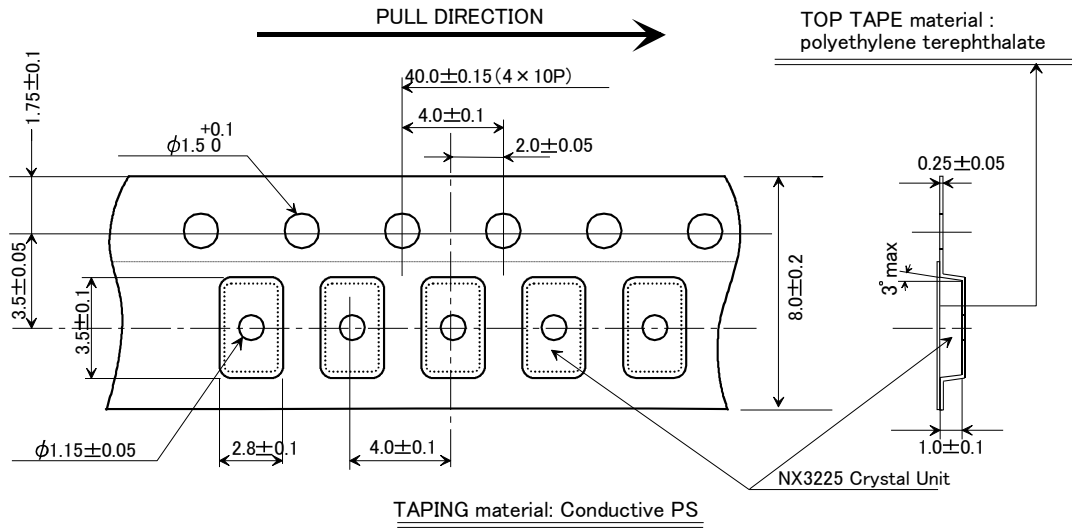 PULL DIRECTION
TOP TAPE material :
polyethylene terephthalate
1.75±0.1
40.0±0.15(4×10P)
4.0±0.1
+0.1
φ1.5 0
2.0±0.05
0.25±0.05
3.5±0.05
3.5±0.1
8.0±0.2
3° max
φ1.15±0.05
2.8±0.1
4.0±0.1
1.0±0.1
NX3225 Crystal Unit
TAPING material: Conductive PS